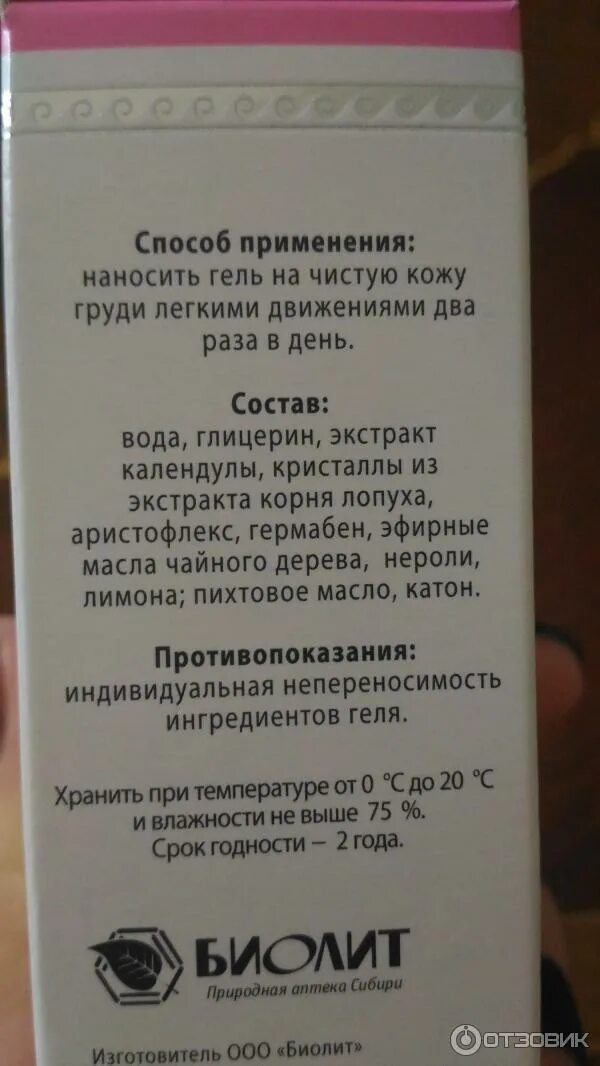 Способ применения:
наносить гель на чистую кожу
груди легкими движениями два
раза в день.
Состав:
вода, глицерин, экстракт
календулы, кристаллы из
экстракта корня лопуха,
аристофлекс, гермабен, эфирные
масла чайного дерева, нероли,
лимона; пихтовое масло, катон.
Противопоказания:
индивидуальная непереносимость
ингредиентов геля.
Хранить при температуре от 0 °С до 20 °С
и влажности не выше 75 %.
Срок годности – 2 года.
БИОЛИТ
Природная аптека Сибири
Изготовитель ООО «Биолит»
ОТЗОВИК